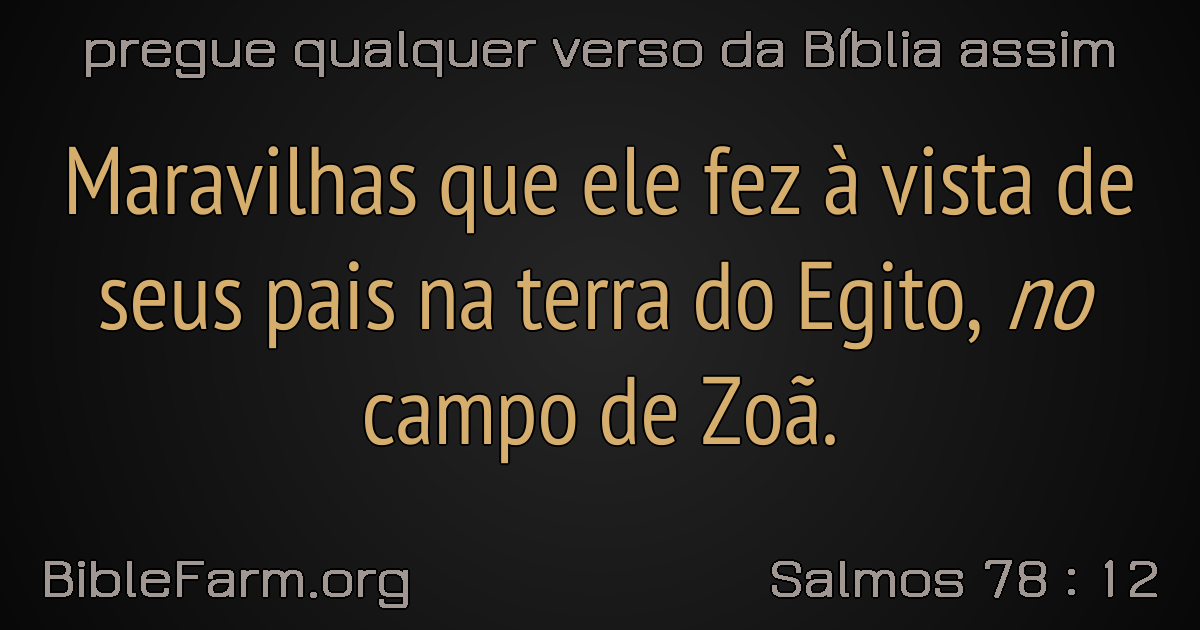 pregue qualquer verso da Bíblia assim
Maravilhas que ele fez à vista de
seus pais na terra do Egito, no
campo de Zoã.
BibleFarm.org
Salmos 78 : 12